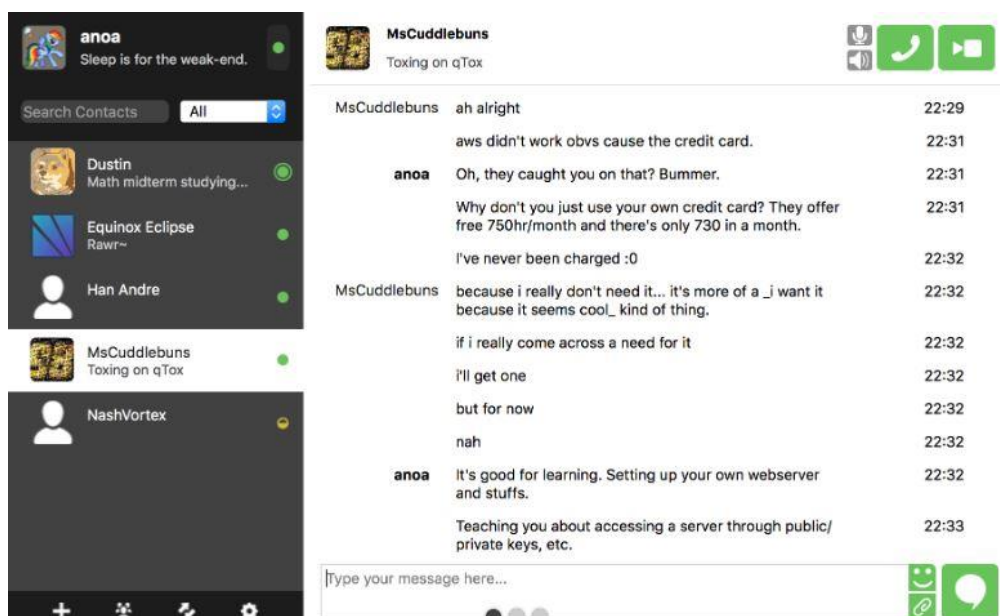 anoa
Sleep is for the weak-end.
Search Contacts
All
Dustin
Math midterm studying...
Equinox Eclipse
Rawr~
Han Andre
MsCuddlebuns
Toxing on qTox
NashVortex
MsCuddlebuns
Toxing on qTox
MsCuddlebuns ah alright 22:29
aws didn't work obvs cause the credit card. 22:31
anoa Oh, they caught you on that? Bummer. 22:31
Why don't you just use your own credit card? They offer 22:31
free 750hr/month and there's only 730 in a month.
I've never been charged :0 22:32
MsCuddlebuns because i really don't need it... it's more of a _i want it 22:32
because it seems cool_ kind of thing.
if i really come across a need for it 22:32
i'll get one 22:32
but for now 22:32
nah 22:32
anoa It's good for learning. Setting up your own webserver 22:32
and stuffs.
Teaching you about accessing a server through public/ 22:33
private keys, etc.
Type your message here...